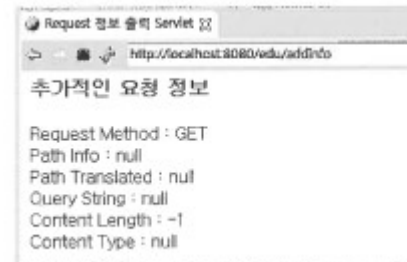 Request 정보 출력 Servlet
http://localhost:8080/edu/addInfo
추가적인 요청 정보
Request Method : GET
Path Info : null
Path Translated : null
Query String : null
Content Length : -1
Content Type : null